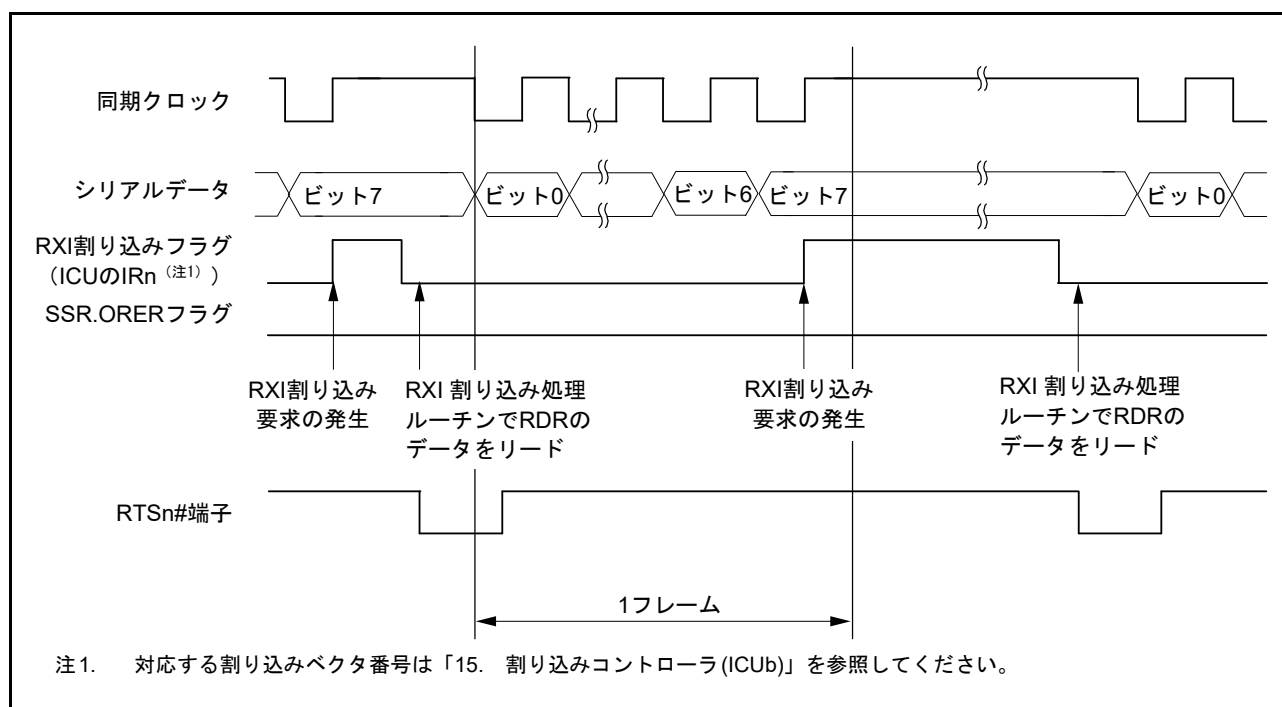 同期クロック
シリアルデータ
ビット7
ビット0
ビット6
ビット7
ビット0
RXI割り込みフラグ
(ICUのIRn (注1) )
SSR.ORERフラグ
RXI割り込み
要求の発生
RXI 割り込み処理
ルーチンでRDRの
データをリード
RXI割り込み
要求の発生
RXI 割り込み処理
ルーチンでRDRの
データをリード
RTSn#端子
1フレーム
注1. 対応する割り込みベクタ番号は「15. 割り込みコントローラ(ICUb)」を参照してください。